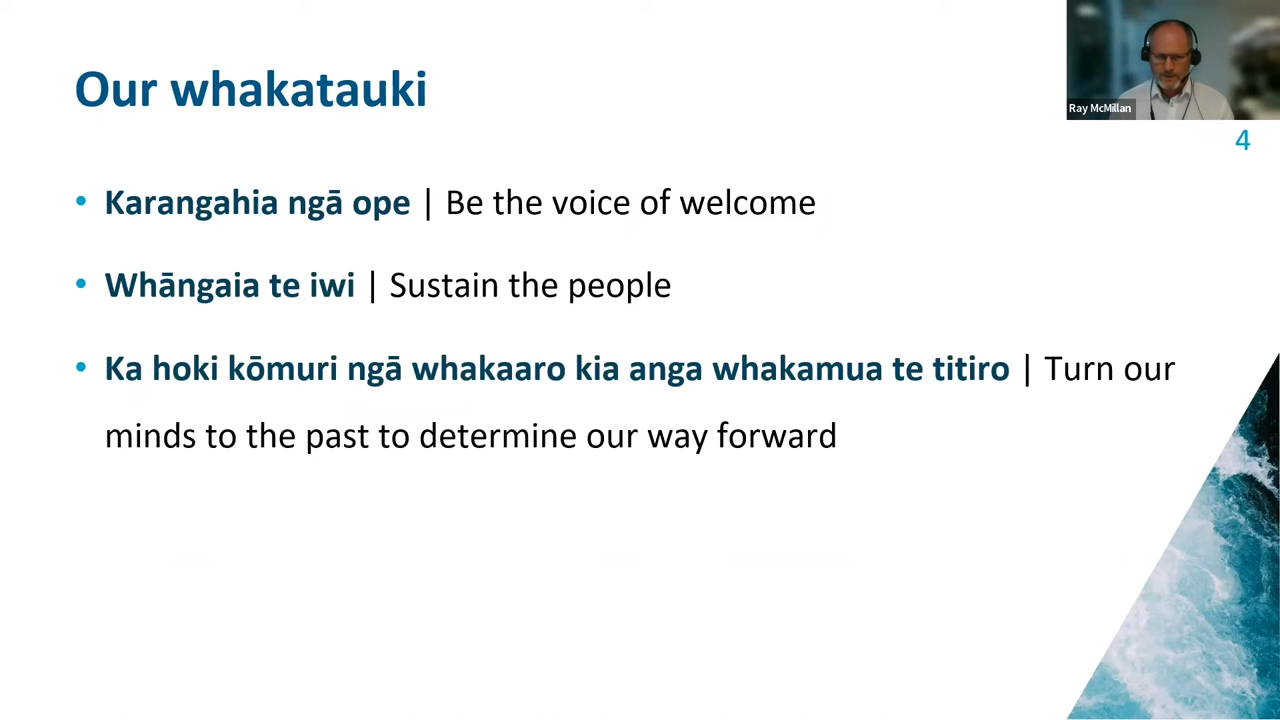 Our whakatauki
Ray McMillan
4
• Karangahia ngā ope | Be the voice of welcome
• Whāngaia te iwi | Sustain the people
• Ka hoki kōmuri ngā whakaaro kia anga whakamua te titiro | Turn our
minds to the past to determine our way forward